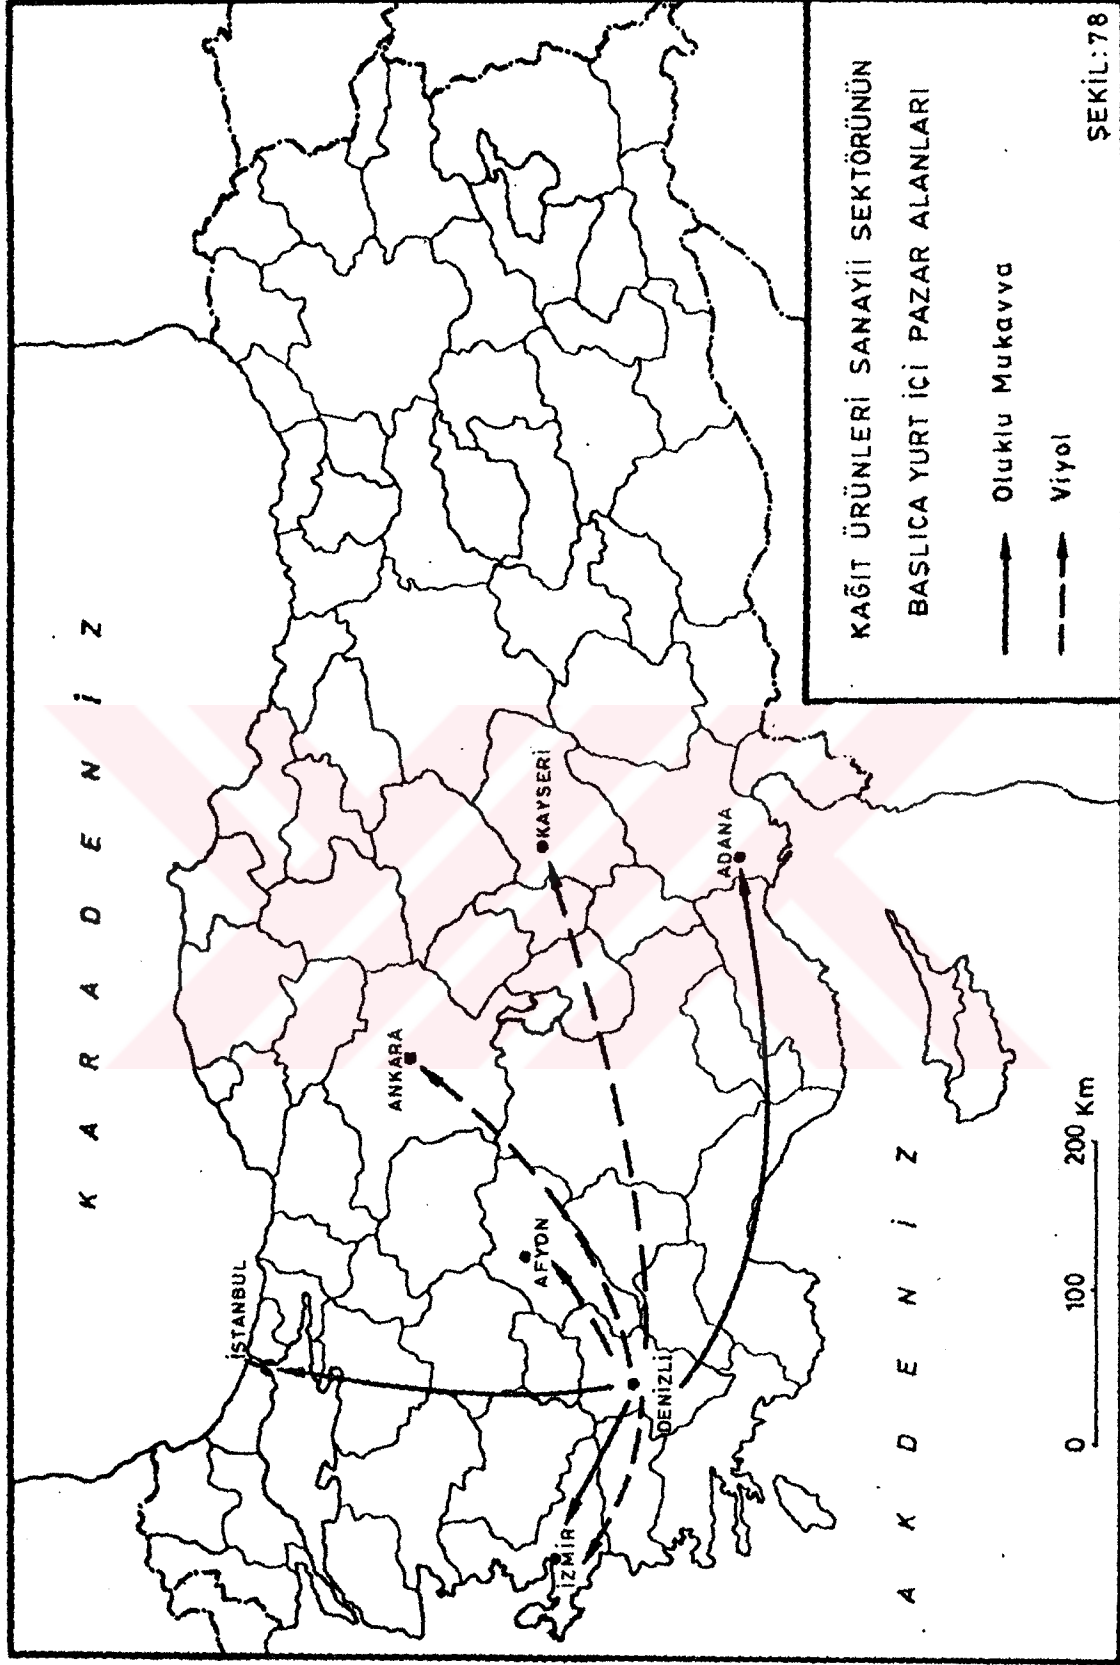 K A R A D E N İ Z
İSTANBUL
ANKARA
KAYSERİ
AFYON
İZMİR
DENİZLİ
ADANA
A K D E N İ Z
0 100 200 Km
KAĞIT ÜRÜNLERİ SANAYİİ SEKTÖRÜNÜN
BAŞLICA YURT İÇİ PAZAR ALANLARI
Oluklu Mukavva
Viyol
ŞEKİL:78